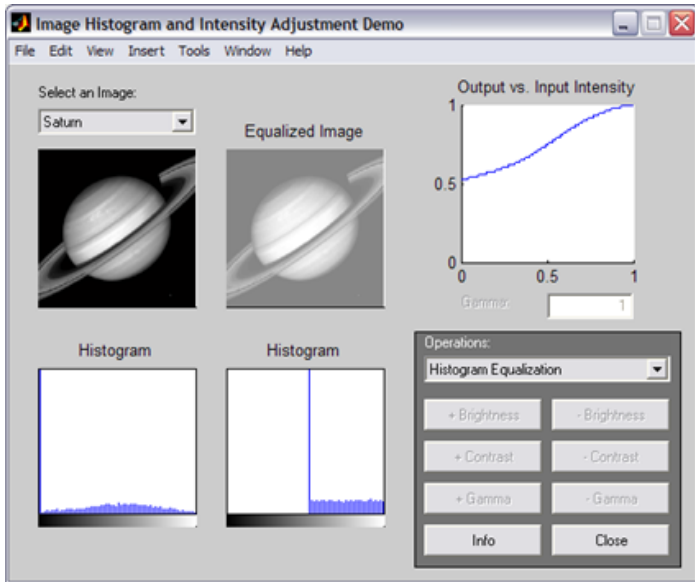 Image Histogram and Intensity Adjustment Demo
File Edit View Insert Tools Window Help
Select an Image:
Saturn
Equalized Image
Output vs. Input Intensity
1
0.5
0
0 0.5 1
Gamma: 1
Histogram
Histogram
Operations:
Histogram Equalization
+ Brightness - Brightness
+ Contrast - Contrast
+ Gamma - Gamma
Info Close